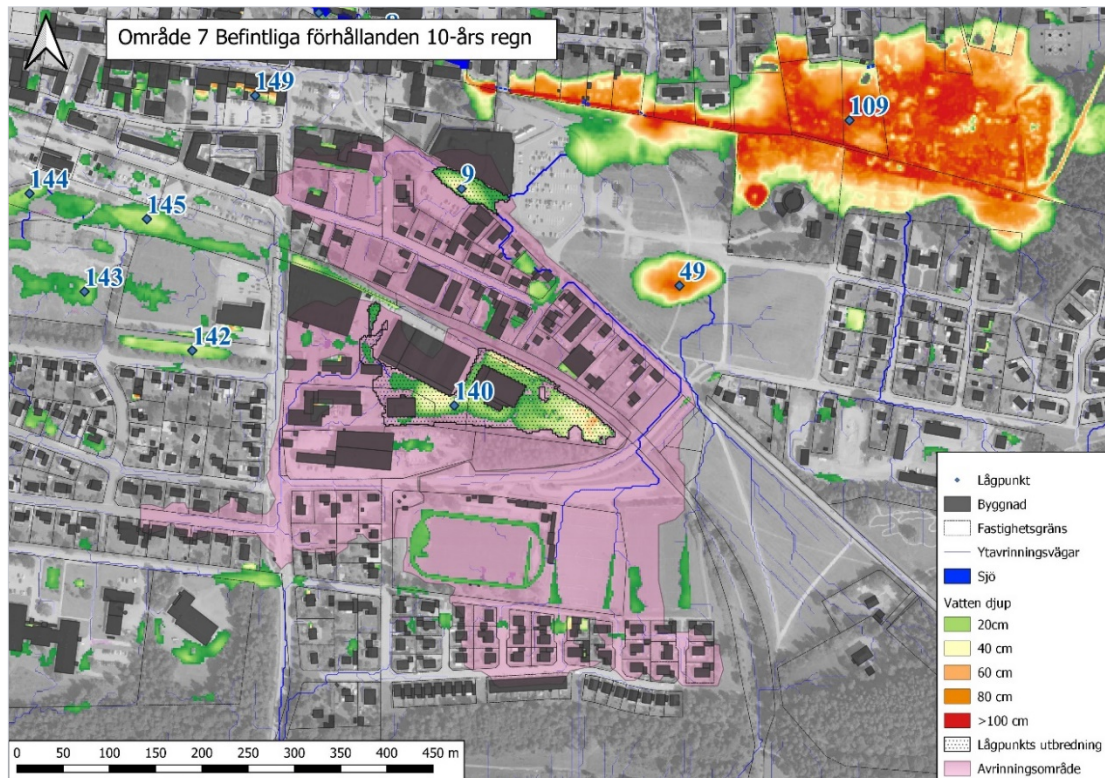 Område 7 Befintliga förhållanden 10-års regn
149
109
144
9
145
143
49
142
140
Lågpunkt
Byggnad
Fastighetsgräns
Ytavrinningsvägar
Sjö
Vatten djup
20cm
40 cm
60 cm
80 cm
>100 cm
Lågpunkts utbredning
Avrinningsområde
0 50 100 150 200 250 300 350 400 450 m